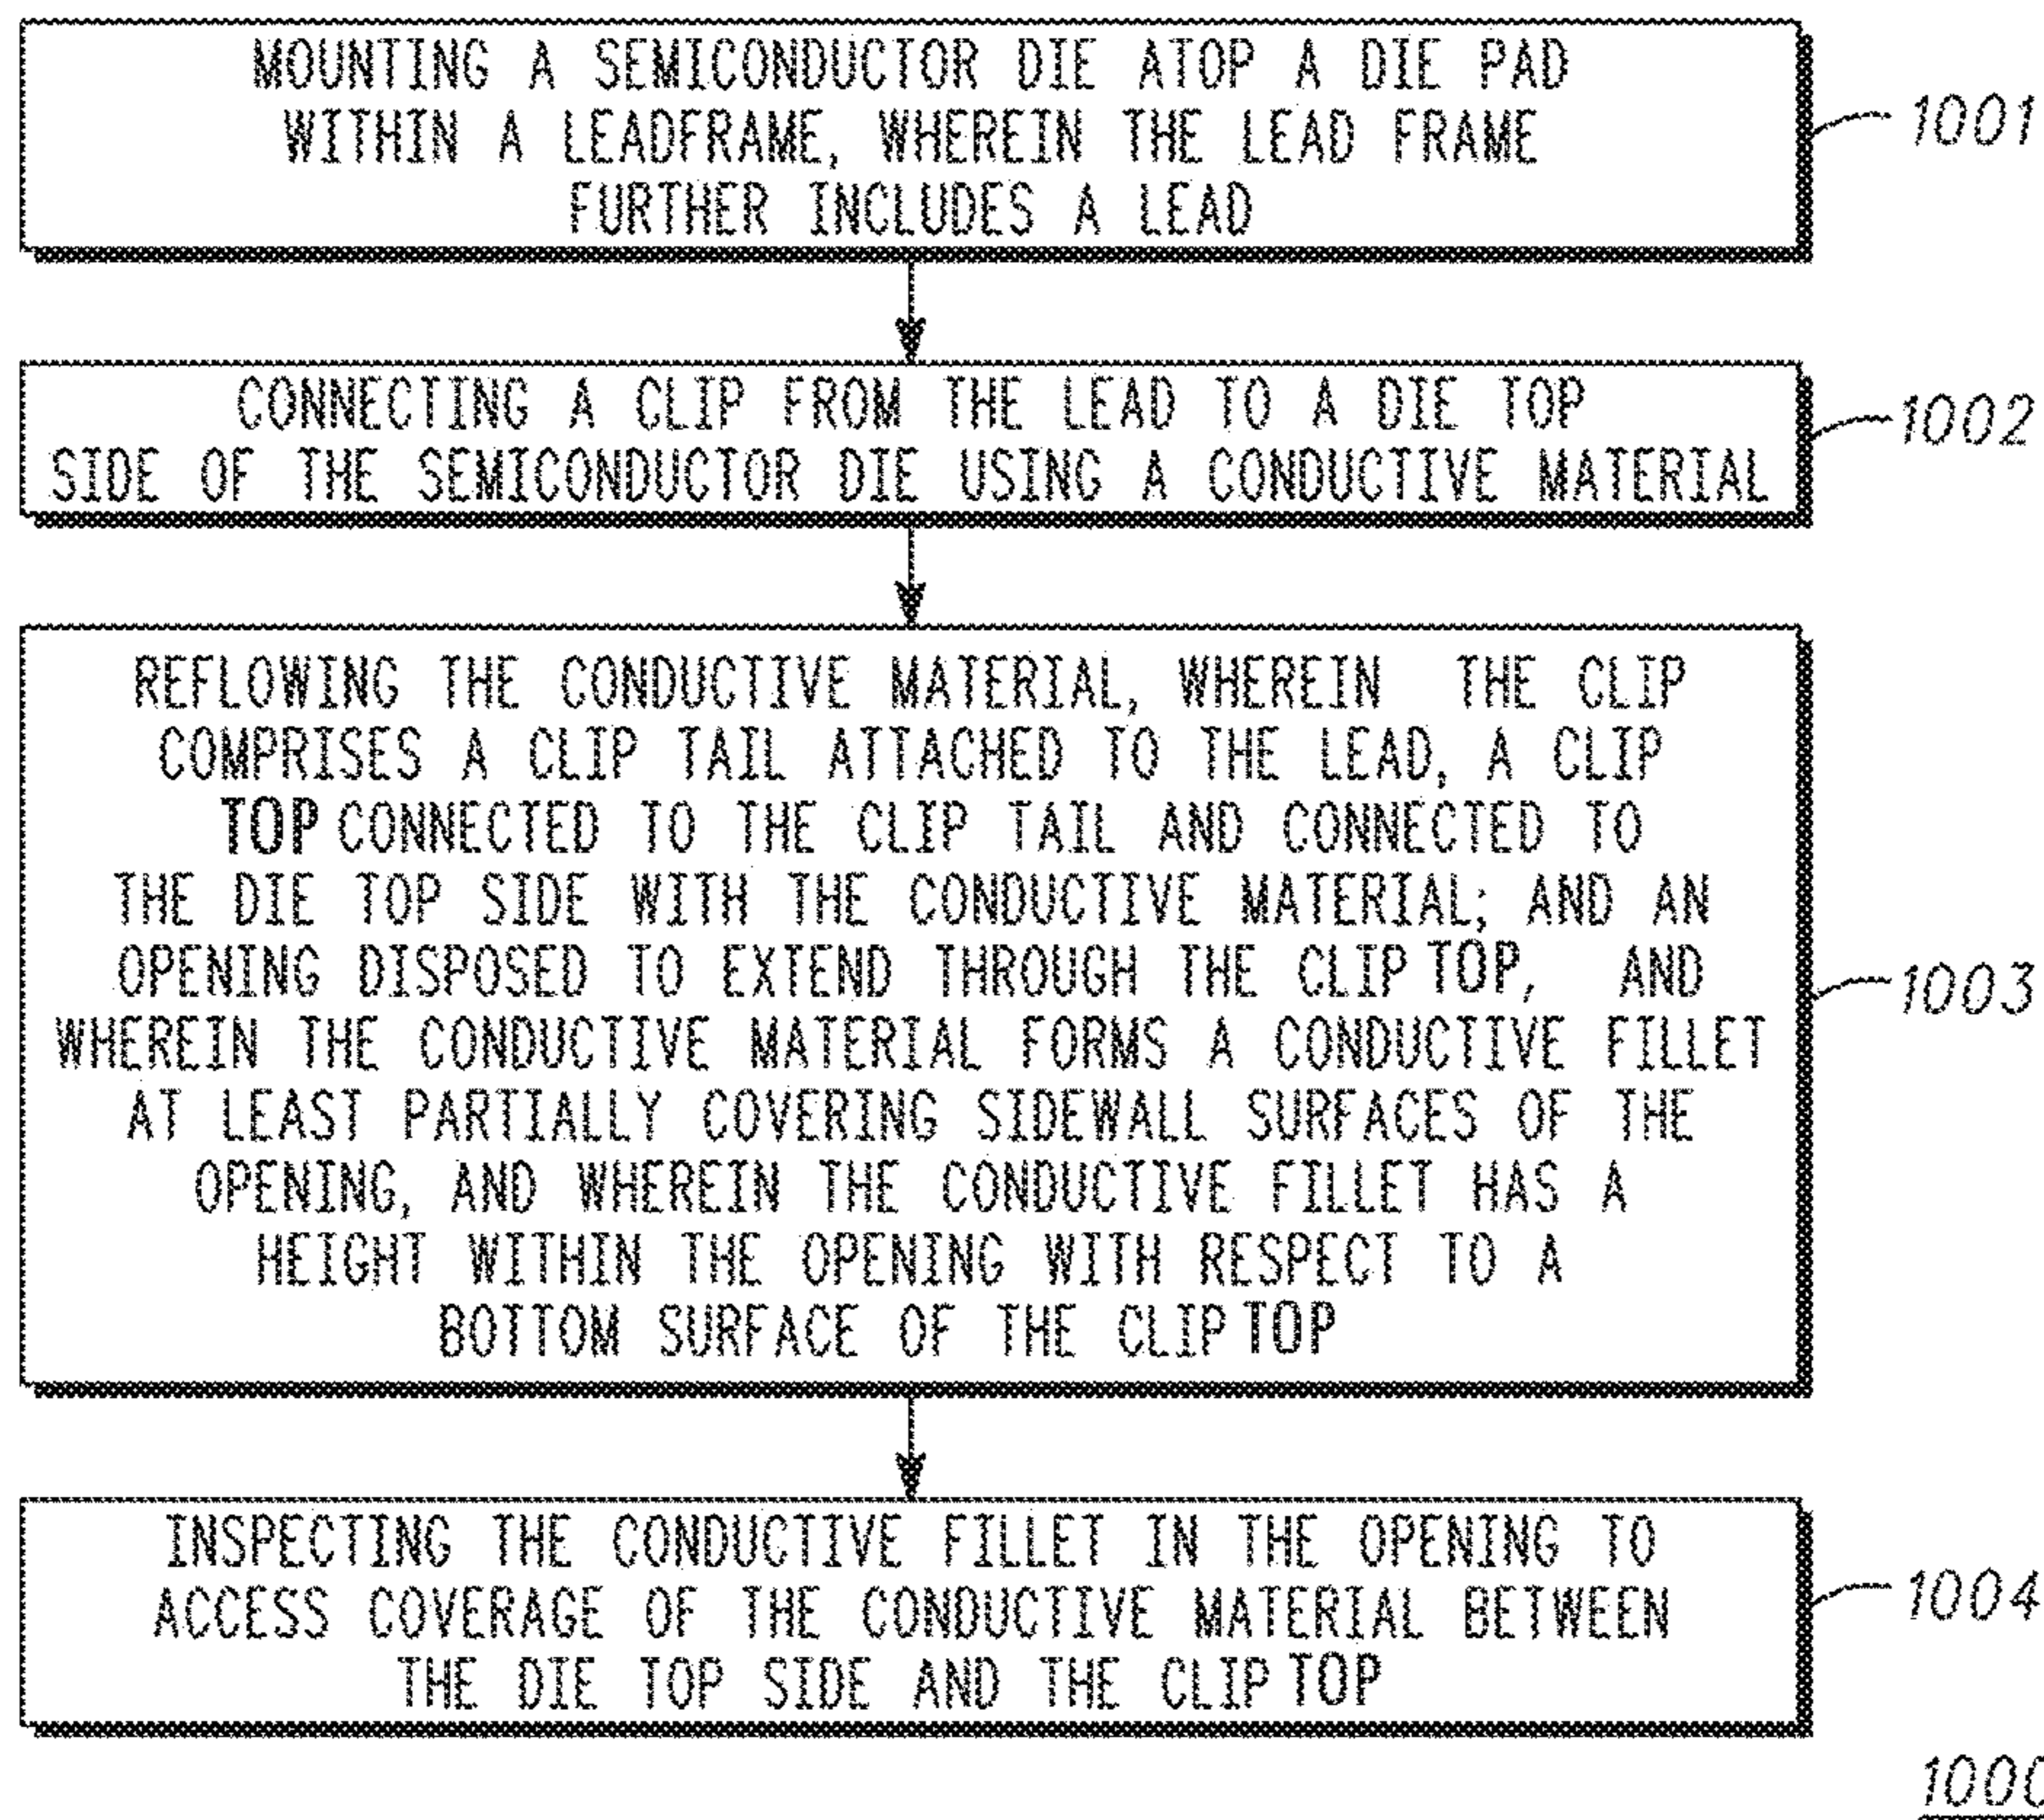 MOUNTING A SEMICONDUCTOR DIE ATOP A DIE PAD
WITHIN A LEADFRAME, WHEREIN THE LEAD FRAME
FURTHER INCLUDES A LEAD
1001
CONNECTING A CLIP FROM THE LEAD TO A DIE TOP
SIDE OF THE SEMICONDUCTOR DIE USING A CONDUCTIVE MATERIAL
1002
REFLOWING THE CONDUCTIVE MATERIAL, WHEREIN THE CLIP
COMPRISES A CLIP TAIL ATTACHED TO THE LEAD, A CLIP
TOP CONNECTED TO THE CLIP TAIL AND CONNECTED TO
THE DIE TOP SIDE WITH THE CONDUCTIVE MATERIAL; AND AN
OPENING DISPOSED TO EXTEND THROUGH THE CLIP TOP, AND
WHEREIN THE CONDUCTIVE MATERIAL FORMS A CONDUCTIVE FILLET
AT LEAST PARTIALLY COVERING SIDEWALL SURFACES OF THE
OPENING, AND WHEREIN THE CONDUCTIVE FILLET HAS A
HEIGHT WITHIN THE OPENING WITH RESPECT TO A
BOTTOM SURFACE OF THE CLIP TOP
1003
INSPECTING THE CONDUCTIVE FILLET IN THE OPENING TO
ACCESS COVERAGE OF THE CONDUCTIVE MATERIAL BETWEEN
THE DIE TOP SIDE AND THE CLIP TOP
1004
1000